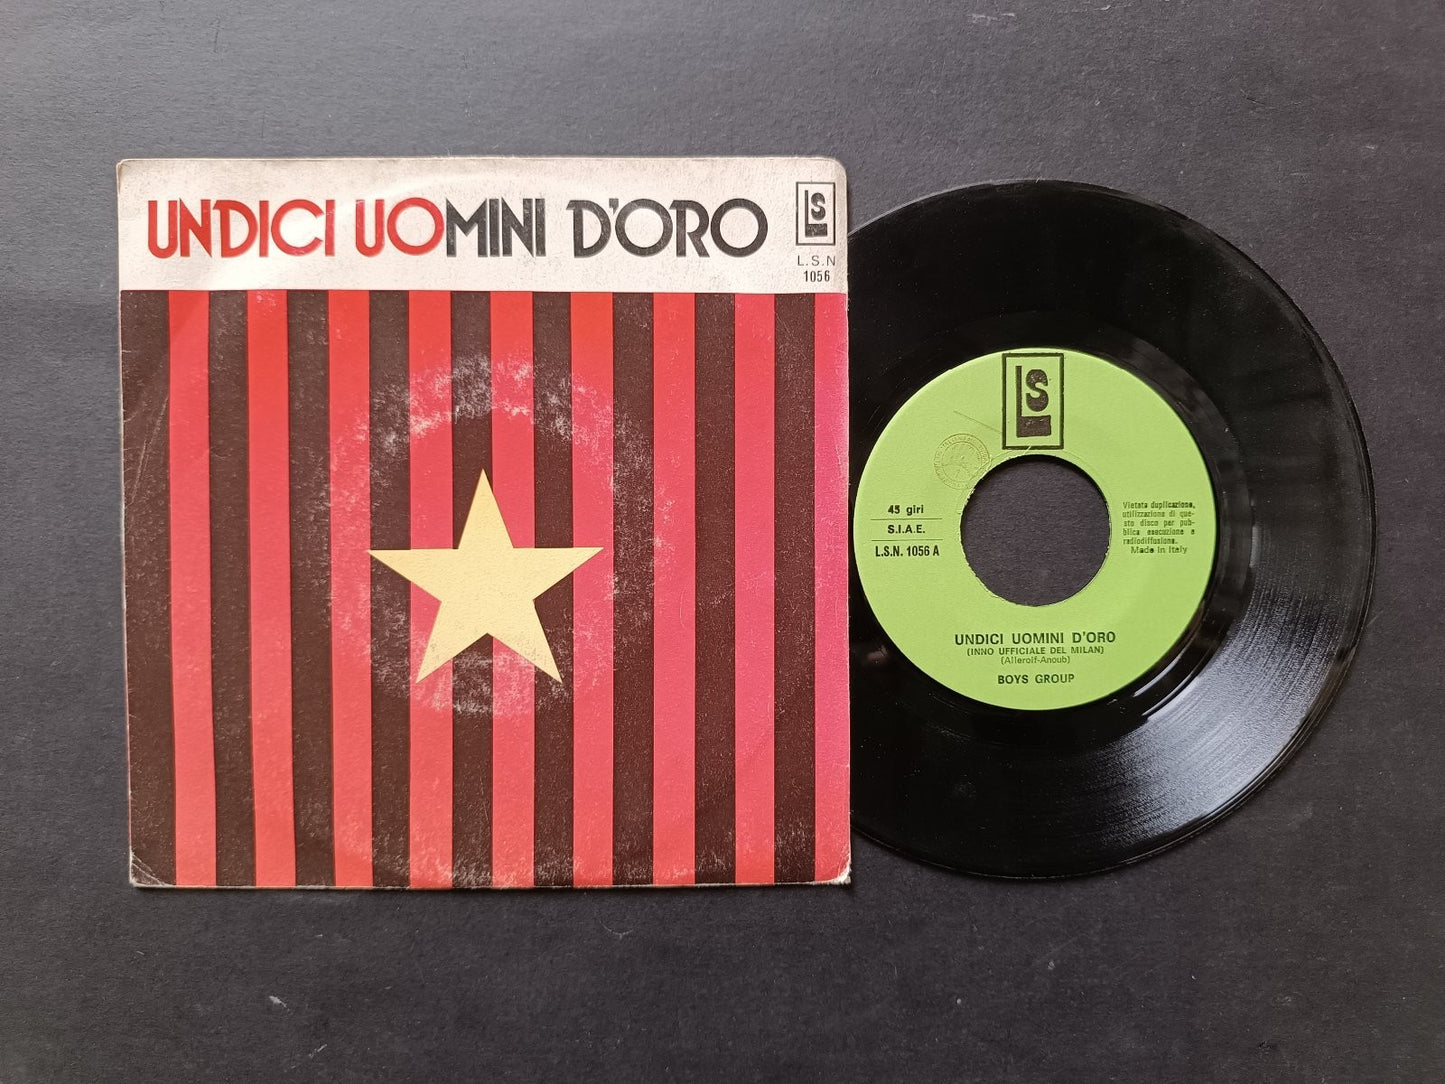 UNDICI UOMINI D'ORO
LS
L.S.N
1056
LS
45 giri
S.I.A.E.
L.S.N. 1056 A
Vietata duplicazione,
utilizzazione di que-
sto disco per pub-
blica esecuzione e
radiodiffusione.
Made in Italy
UNDICI UOMINI D'ORO
(INNO UFFICIALE DEL MILAN)
(Alleroif-Anoub)
BOYS GROUP